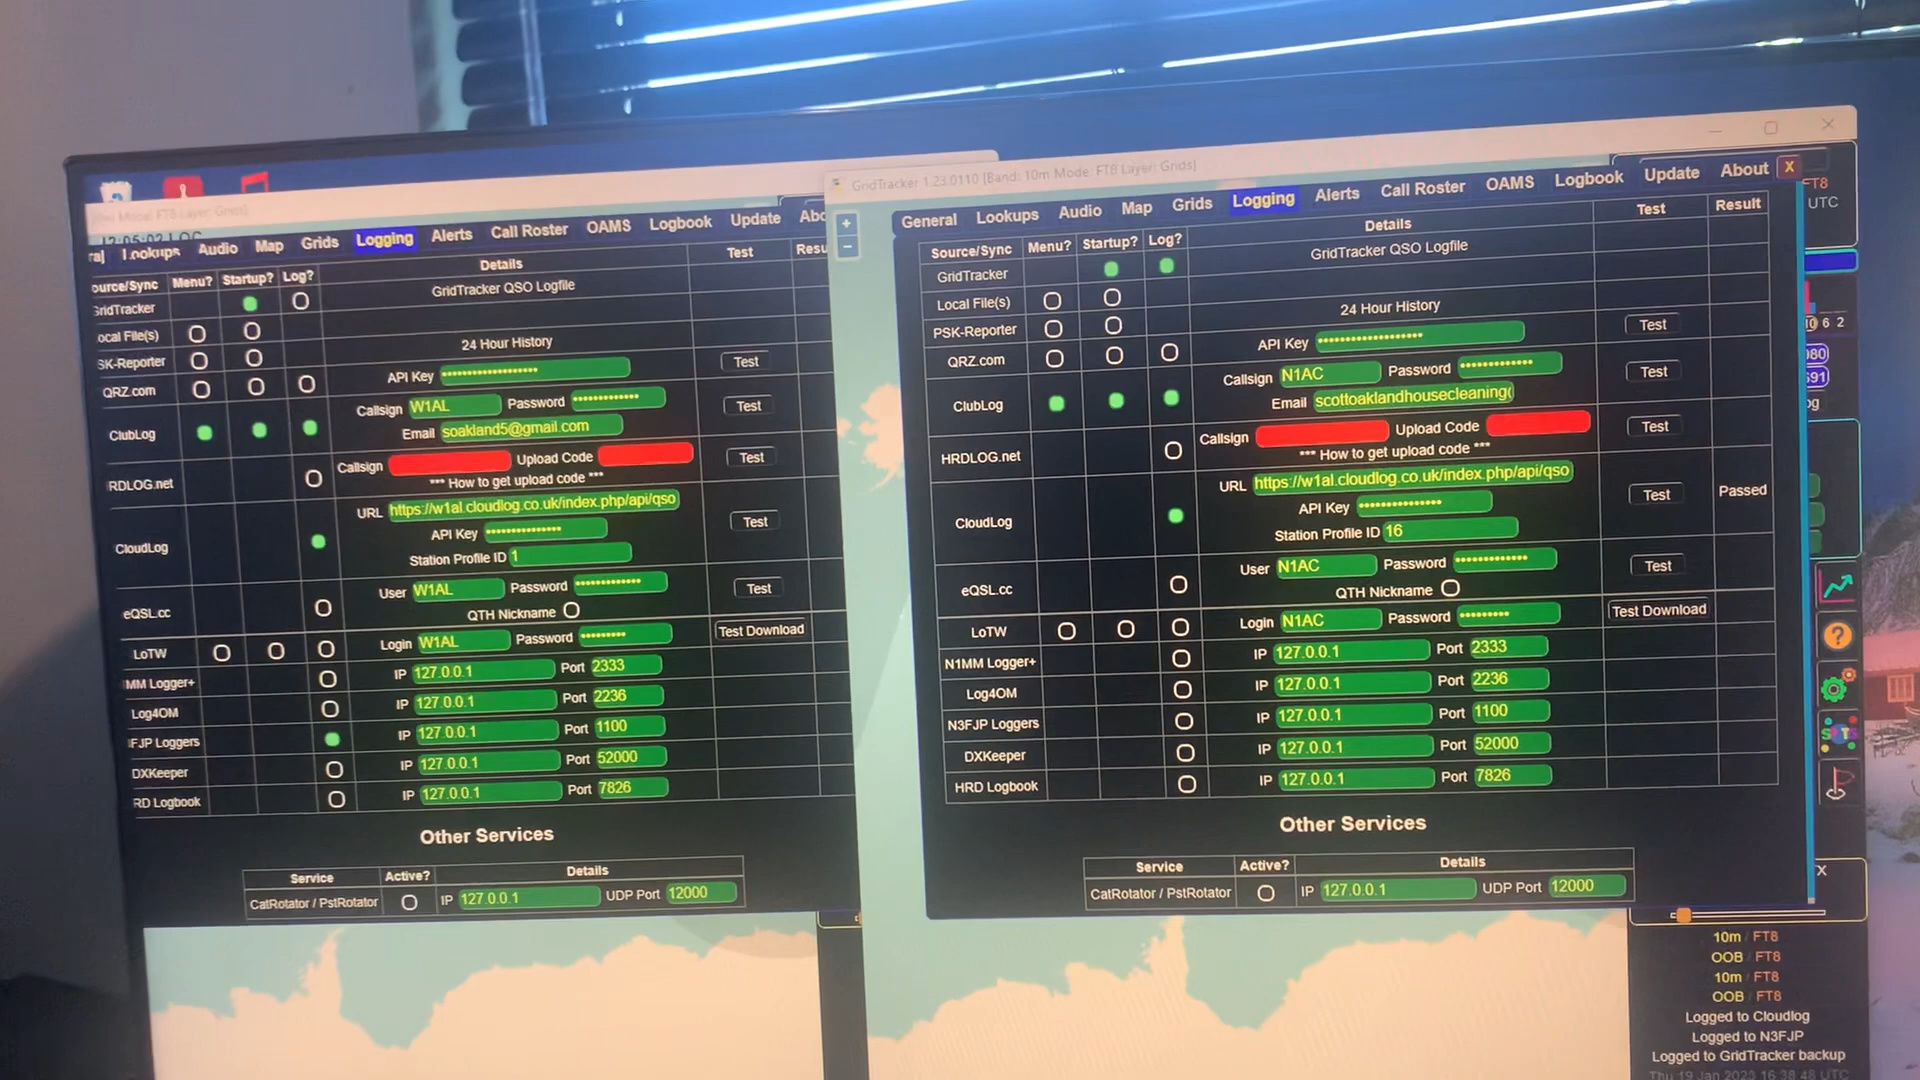 GridTracker 1.23.0110 [Band: 10m Mode: FT8 Layer: Grids]
Lookups Audio Map Grids Logging Alerts Call Roster OAMS Logbook Update
Menu? Startup? Log? Details Test
GridTracker QSO Logfile
24 Hour History
QRZ.com API Key Test
ClubLog Callsign W1AL Password Test
Email soakland5@gmail.com
Callsign Upload Code Test
*** How to get upload code ***
CloudLog URL https://w1al.cloudlog.co.uk/index.php/api/qso Test
API Key
Station Profile ID 1
eQSL.cc User W1AL Password Test
QTH Nickname
LoTW Login W1AL Password Test Download
IP 127.0.0.1 Port 2333
Log4OM IP 127.0.0.1 Port 2236
IP 127.0.0.1 Port 1100
DXKeeper IP 127.0.0.1 Port 52000
IP 127.0.0.1 Port 7826
Other Services
Service Active? Details
CatRotator / PstRotator IP 127.0.0.1 UDP Port 12000
General Lookups Audio Map Grids Logging Alerts Call Roster OAMS Logbook Update About X
Source/Sync Menu? Startup? Log? Details Test Result
GridTracker GridTracker QSO Logfile
Local File(s)
PSK-Reporter 24 Hour History
QRZ.com API Key Test
ClubLog Callsign N1AC Password Test
Email scottoaklandhousecleaning(
HRDLOG.net Callsign Upload Code Test
*** How to get upload code ***
CloudLog URL https://w1al.cloudlog.co.uk/index.php/api/qso Test Passed
API Key
Station Profile ID 16
eQSL.cc User N1AC Password Test
QTH Nickname
LoTW Login N1AC Password Test Download
N1MM Logger+ IP 127.0.0.1 Port 2333
Log4OM IP 127.0.0.1 Port 2236
N3FJP Loggers IP 127.0.0.1 Port 1100
DXKeeper IP 127.0.0.1 Port 52000
HRD Logbook IP 127.0.0.1 Port 7826
Other Services
Service Active? Details
CatRotator / PstRotator IP 127.0.0.1 UDP Port 12000
FT8
UTC
X
10m / FT8
OOB / FT8
10m / FT8
OOB / FT8
Logged to Cloudlog
Logged to N3FJP
Logged to GridTracker backup
Thu 19 Jan 2023 16:38:48 UTC